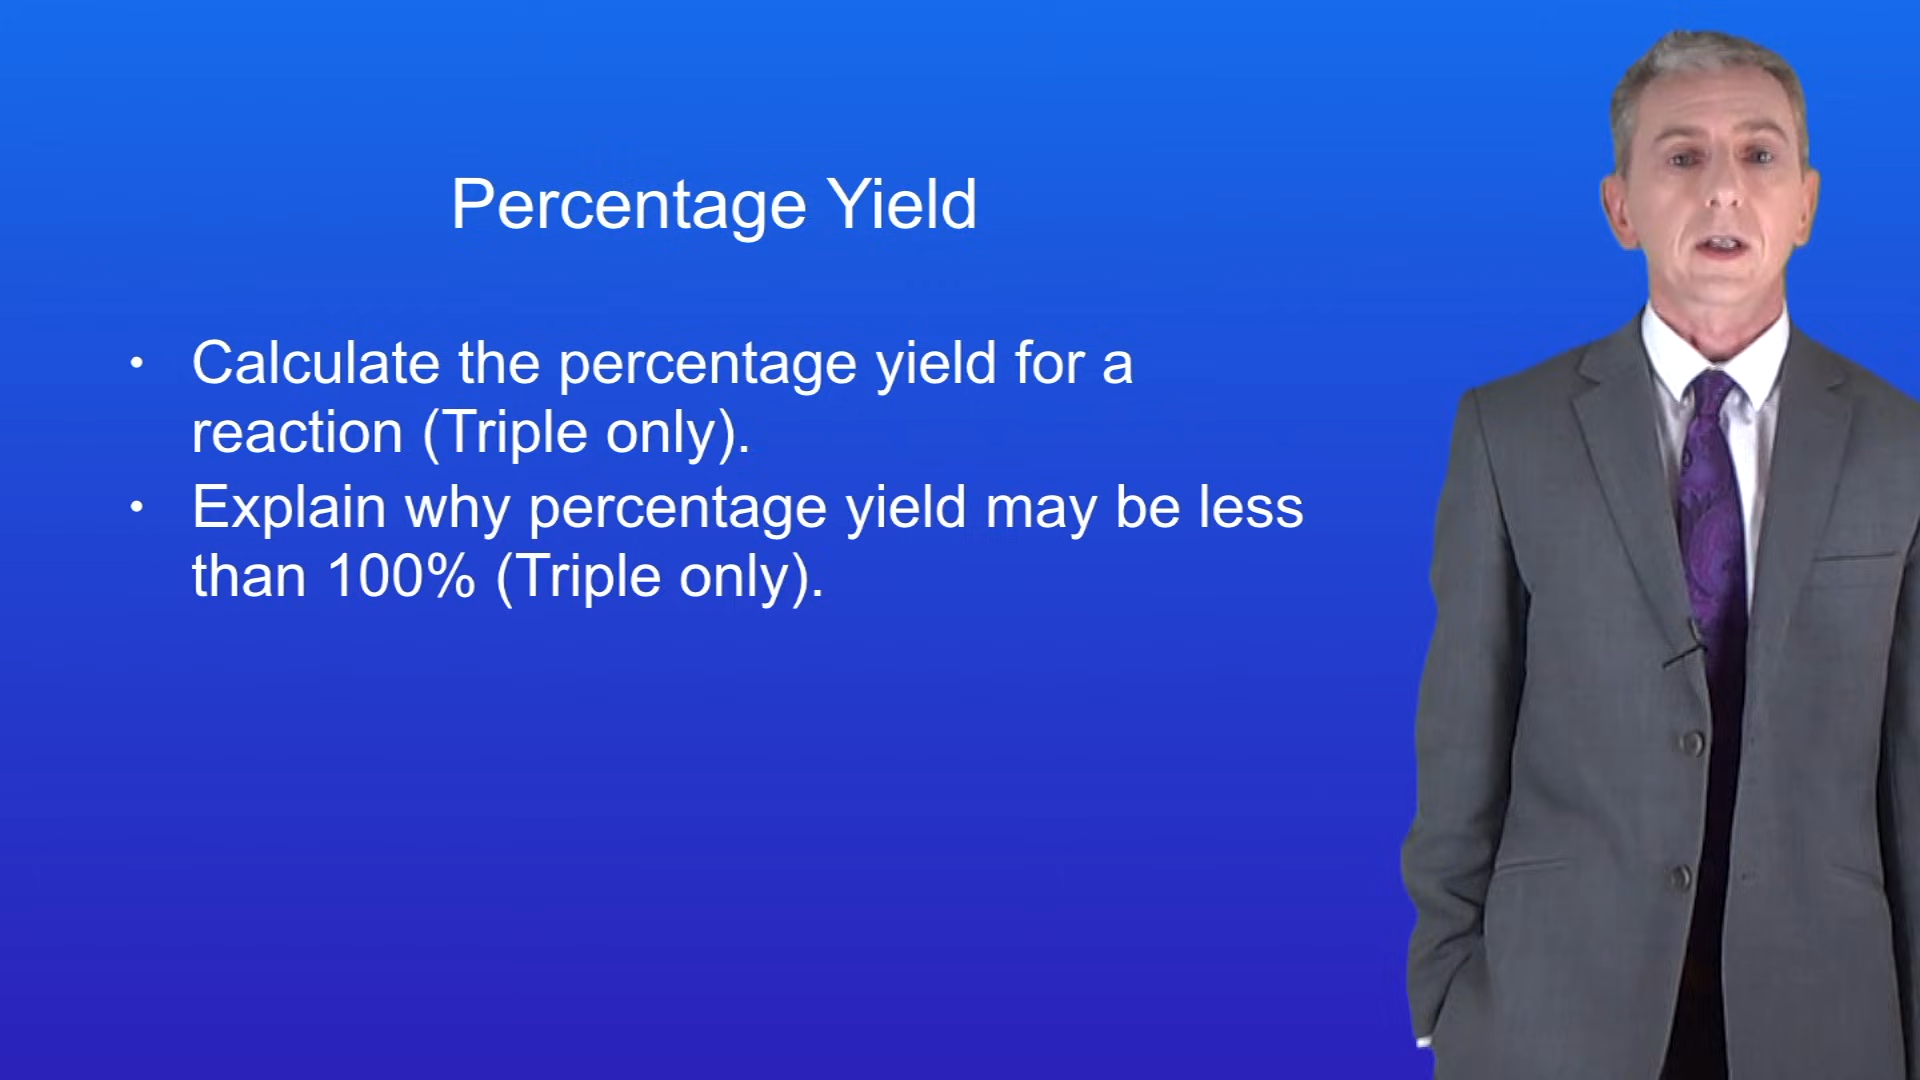 Percentage Yield
• Calculate the percentage yield for a
reaction (Triple only).
• Explain why percentage yield may be less
than 100% (Triple only).